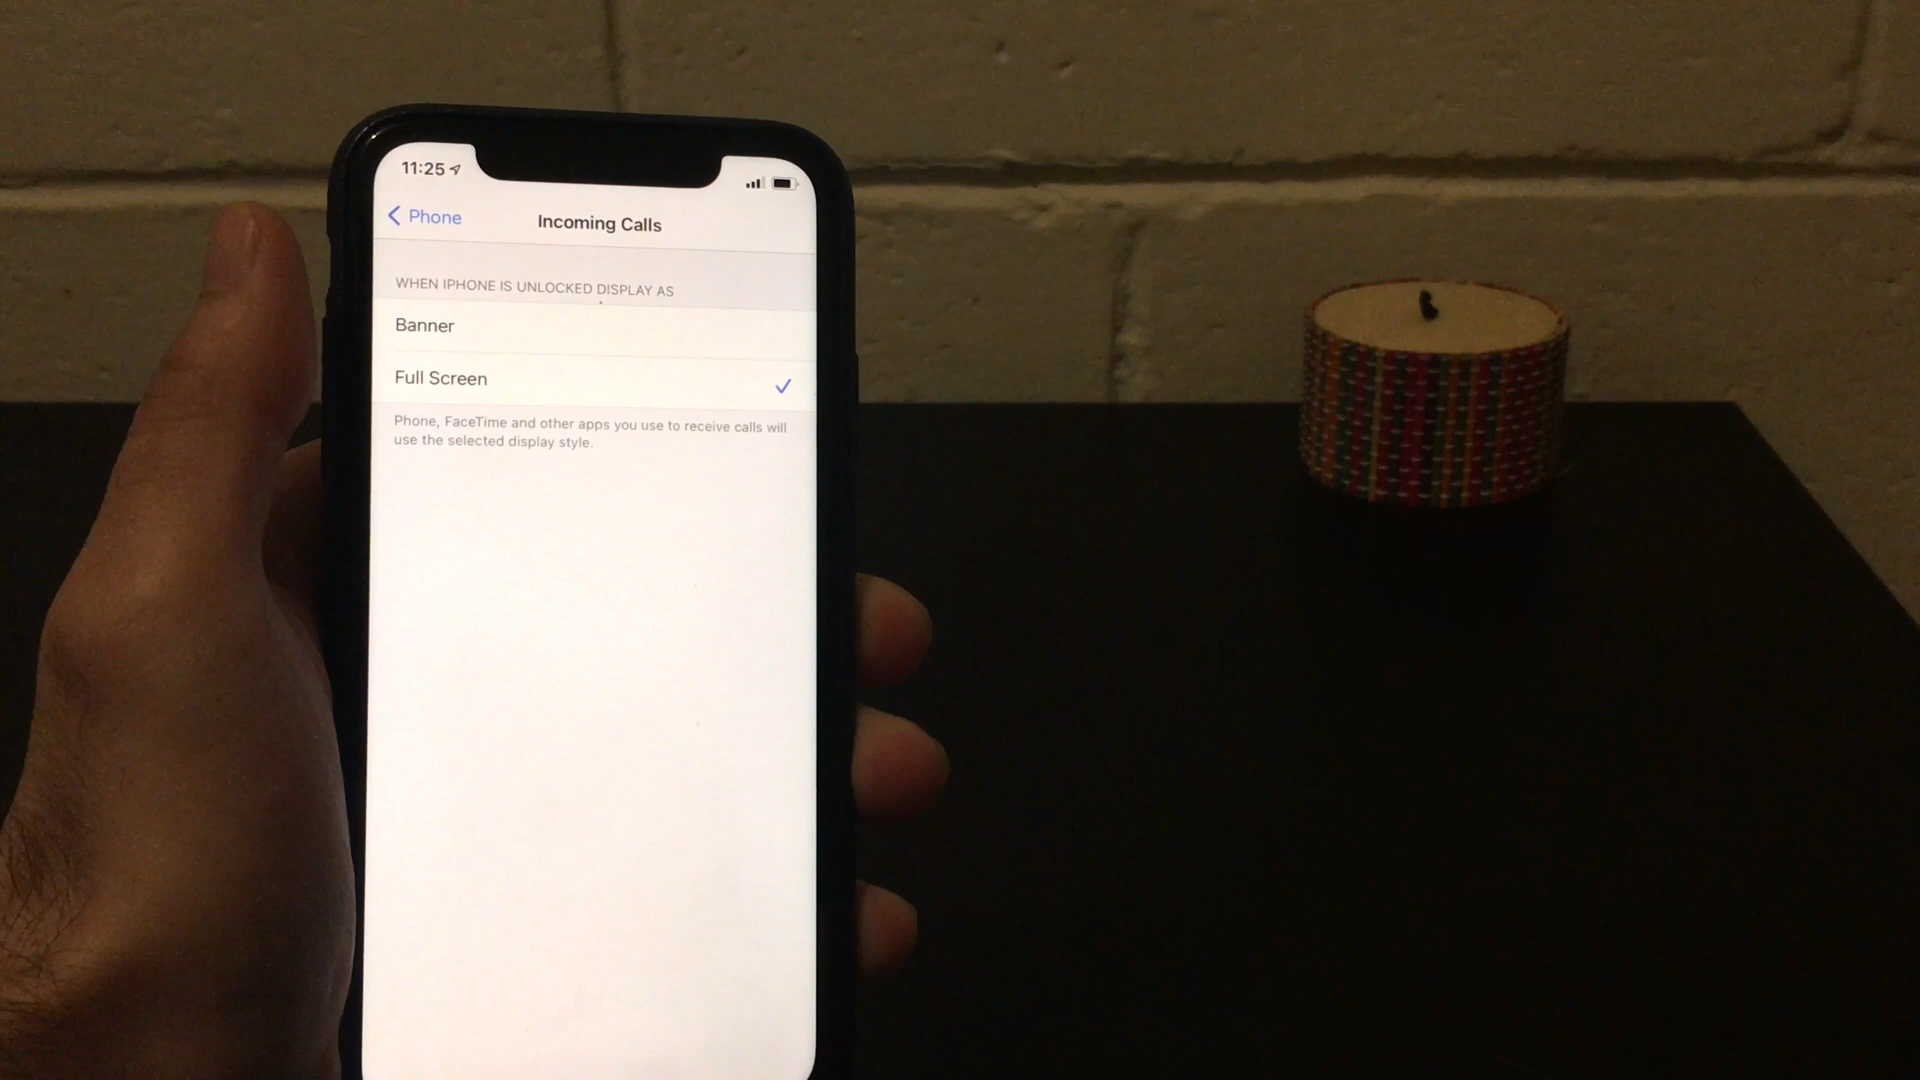 11:25
Phone
Incoming Calls
WHEN IPHONE IS UNLOCKED DISPLAY AS
Banner
Full Screen
Phone, FaceTime and other apps you use to receive calls will
use the selected display style.